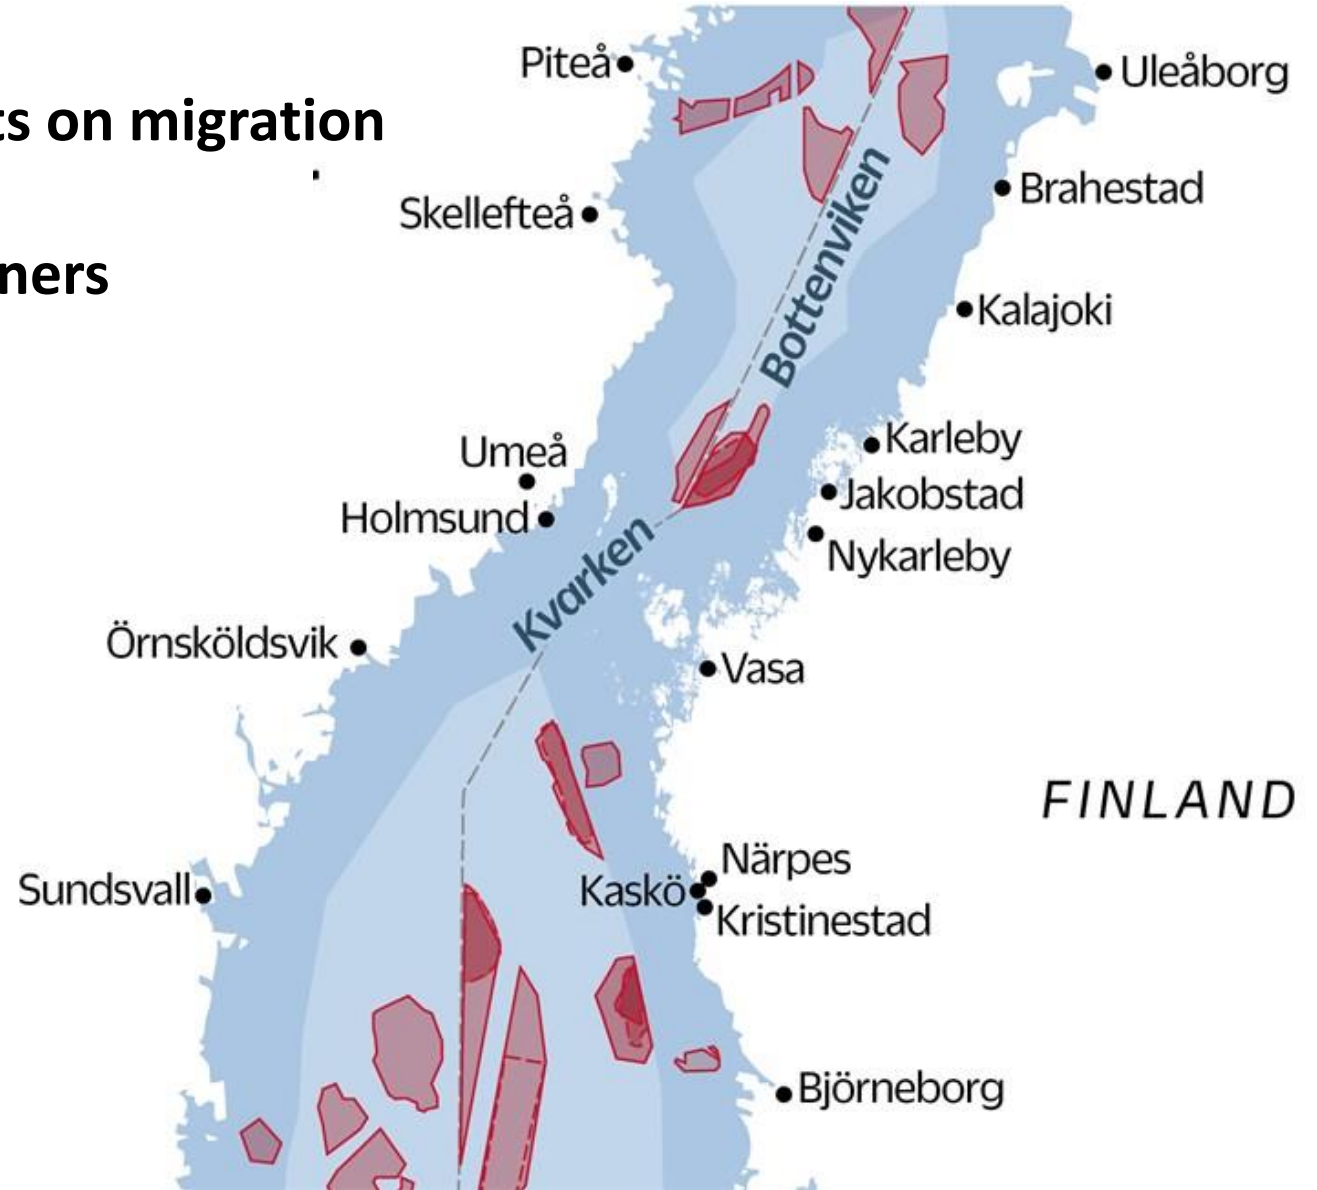 Piteå
Uleåborg
ts on migration
Skellefteå
Brahestad
ners
Bottenviken
Kalajoki
Umeå
Karleby
Holmsund
Jakobstad
Kvarken
Nykarleby
Örnsköldsvik
Vasa
FINLAND
Närpes
Sundsvall
Kaskö
Kristinestad
Björneborg